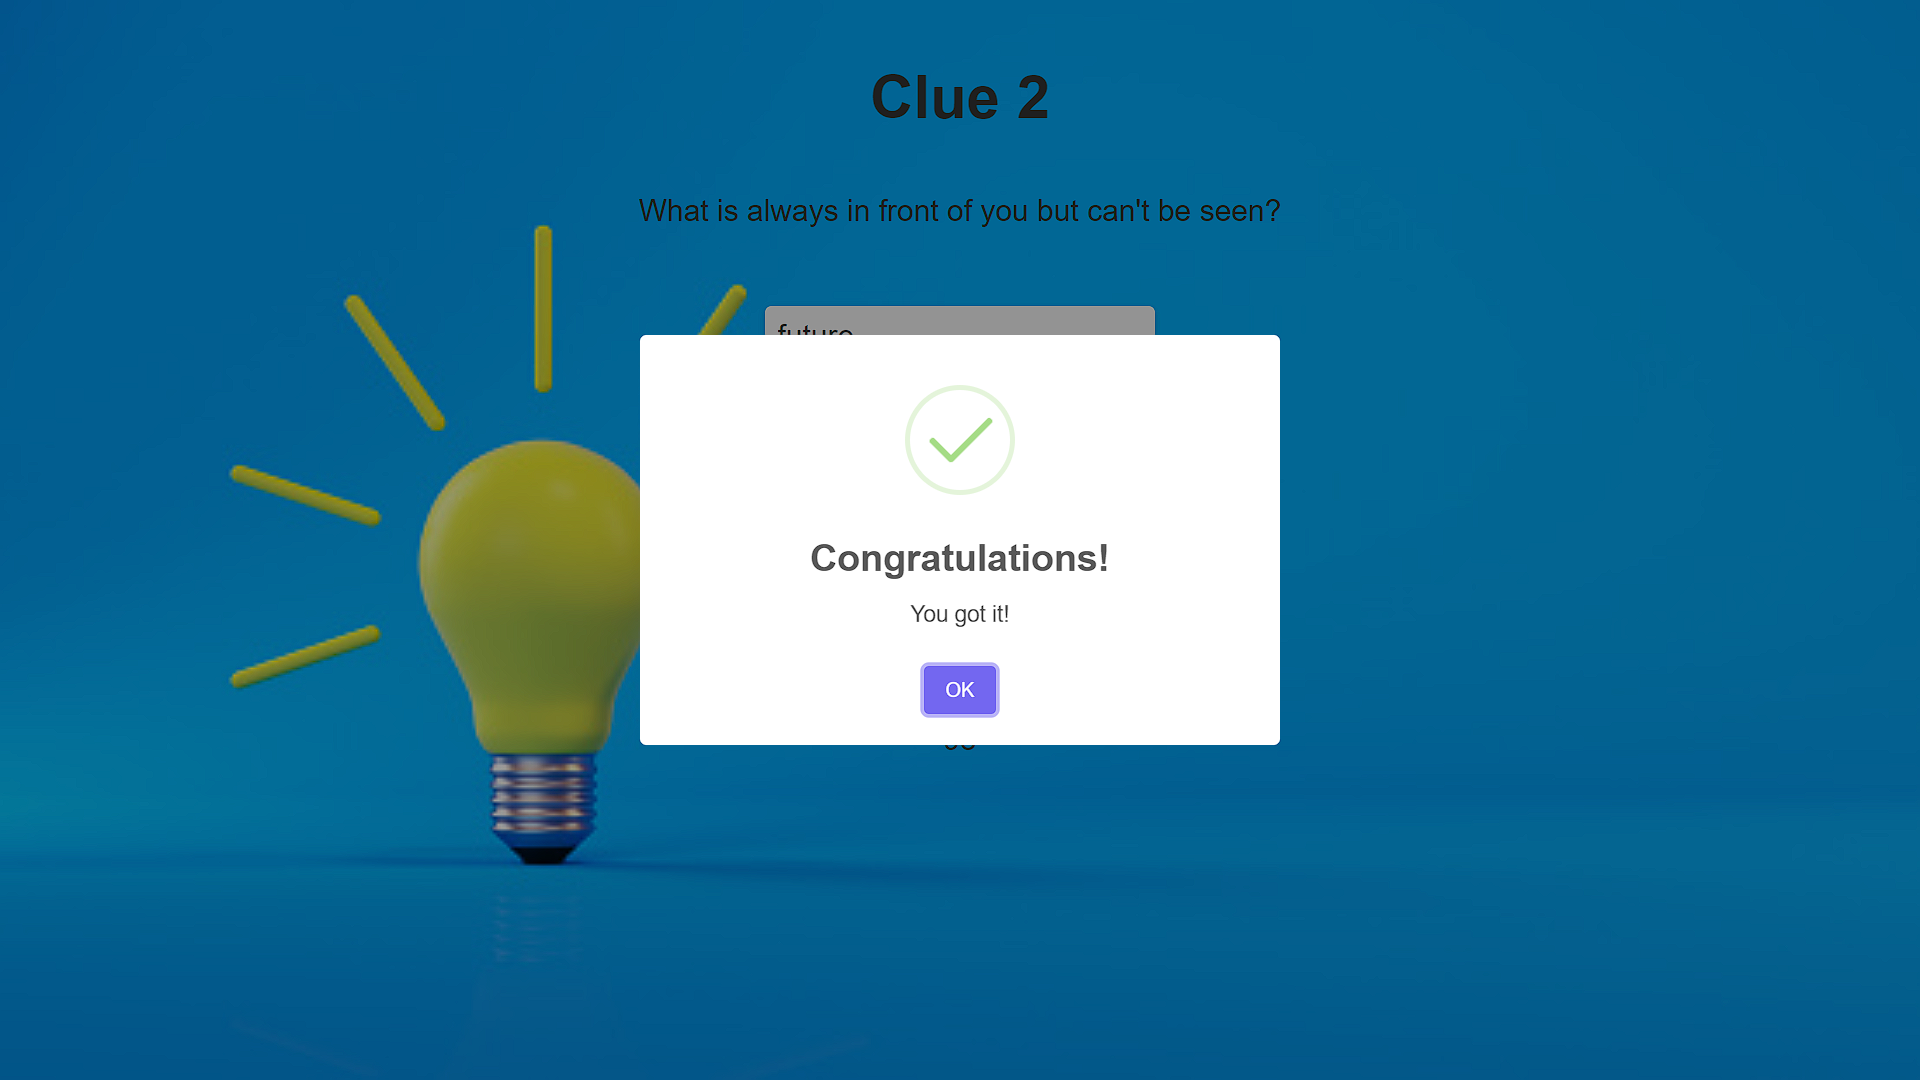 Clue 2
What is always in front of you but can't be seen?
future
Congratulations!
You got it!
OK